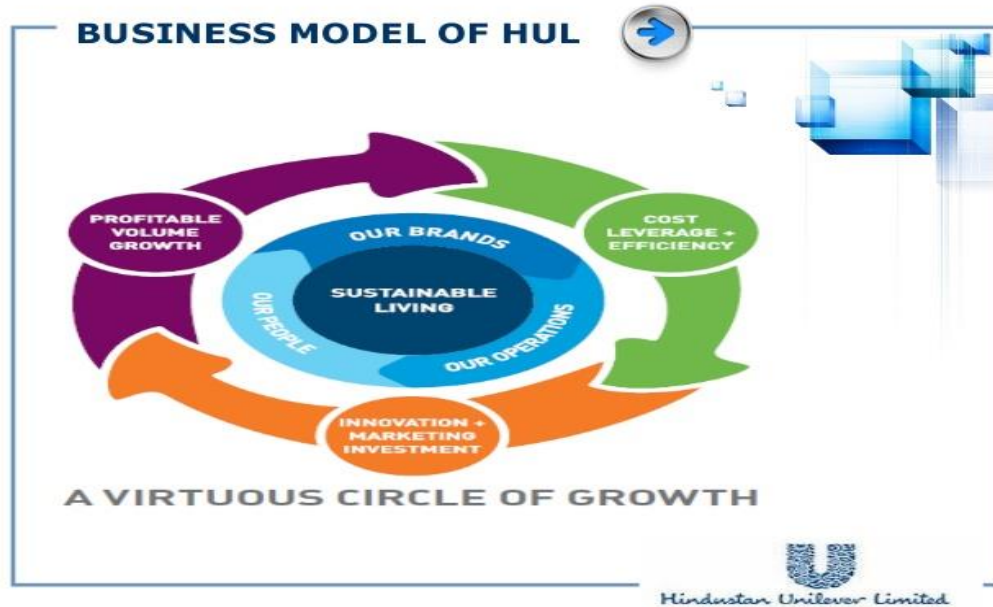 BUSINESS MODEL OF HUL
PROFITABLE
VOLUME
GROWTH
COST
LEVERAGE +
EFFICIENCY
OUR BRANDS
SUSTAINABLE
LIVING
OUR PEOPLE
OUR OPERATIONS
INNOVATION +
MARKETING
INVESTMENT
A VIRTUOUS CIRCLE OF GROWTH
Hindustan Unilever Limited